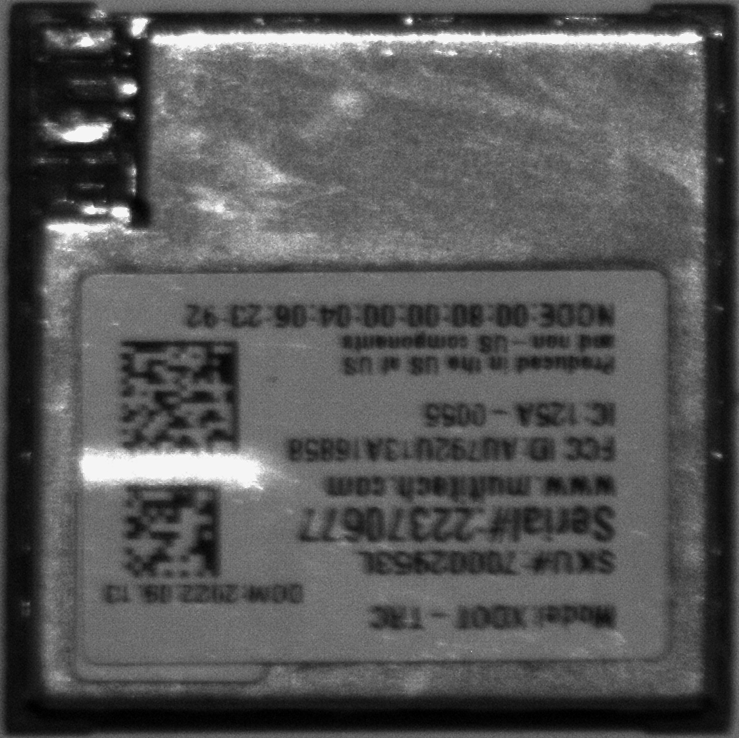 Model:XDOT-TRC
DOM:2022.09.13
SKU#:70002953L
Serial#:22370677
www.multitech.com
FCC ID:AU792U13A16858
IC:125A-0055
Produced in the US of US
and non-US components
NODE:00:80:00:00:04:06:23:92